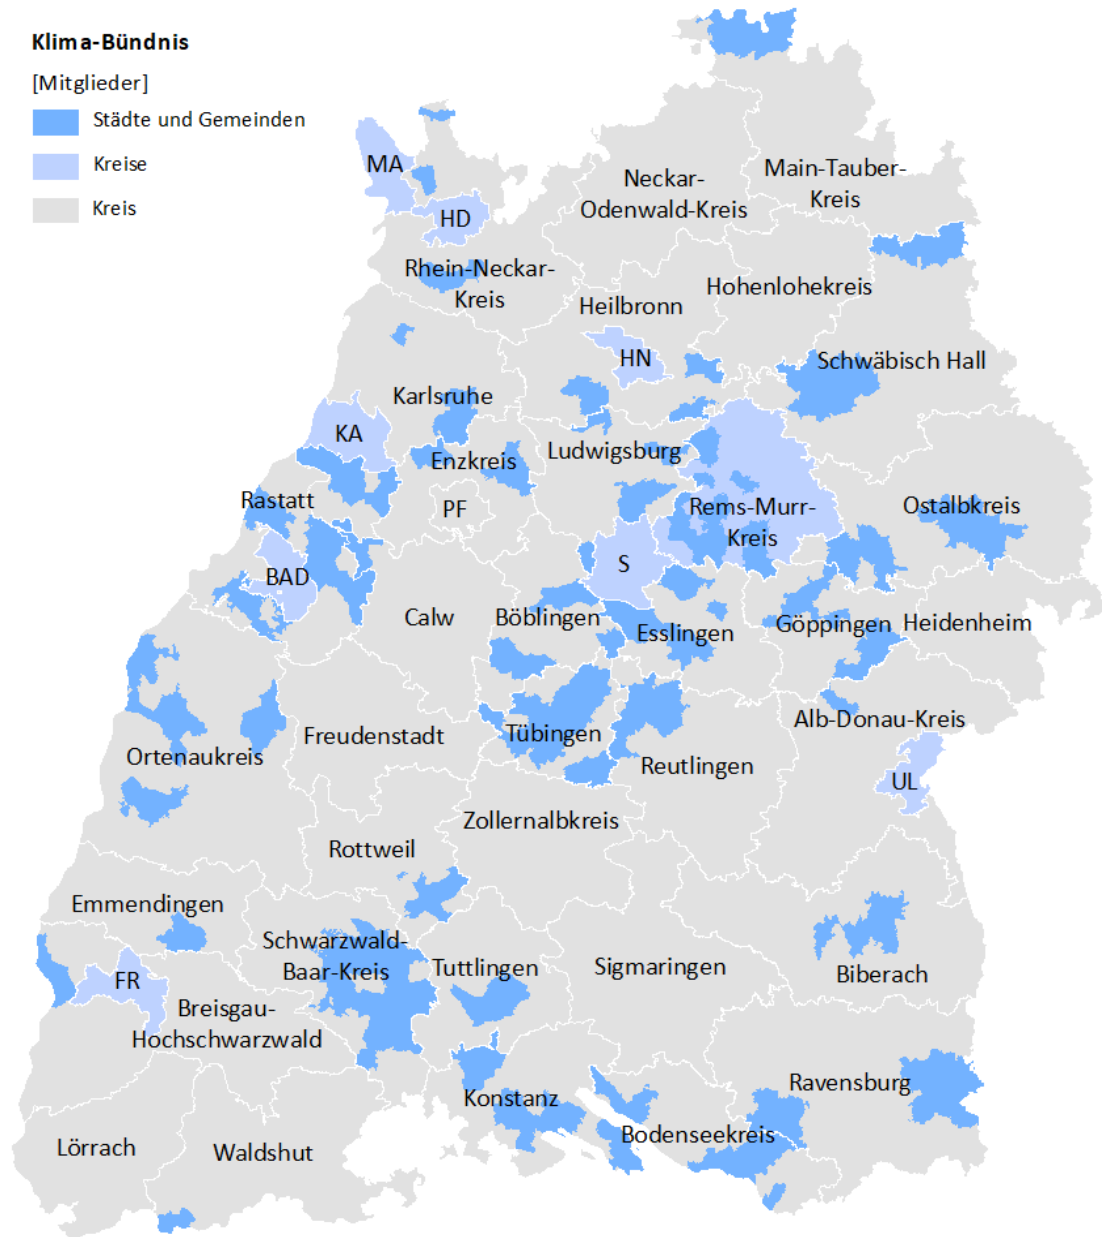 Klima-Bündnis
[Mitglieder]
Städte und Gemeinden
Kreise
Kreis
MA
HD
Neckar-
Odenwald-Kreis
Main-Tauber-
Kreis
Rhein-Neckar-
Kreis
Heilbronn
Hohenlohekreis
HN
Schwäbisch Hall
Karlsruhe
KA
Enzkreis
Ludwigsburg
Rastatt
PF
Rems-Murr-
Kreis
Ostalbkreis
BAD
S
Calw
Böblingen
Esslingen
Göppingen
Heidenheim
Ortenaukreis
Freudenstadt
Tübingen
Reutlingen
Alb-Donau-Kreis
UL
Zollernalbkreis
Rottweil
Emmendingen
Schwarzwald-
Baar-Kreis
Tuttlingen
Sigmaringen
Biberach
FR
Breisgau-
Hochschwarzwald
Konstanz
Ravensburg
Bodenseekreis
Lörrach
Waldshut